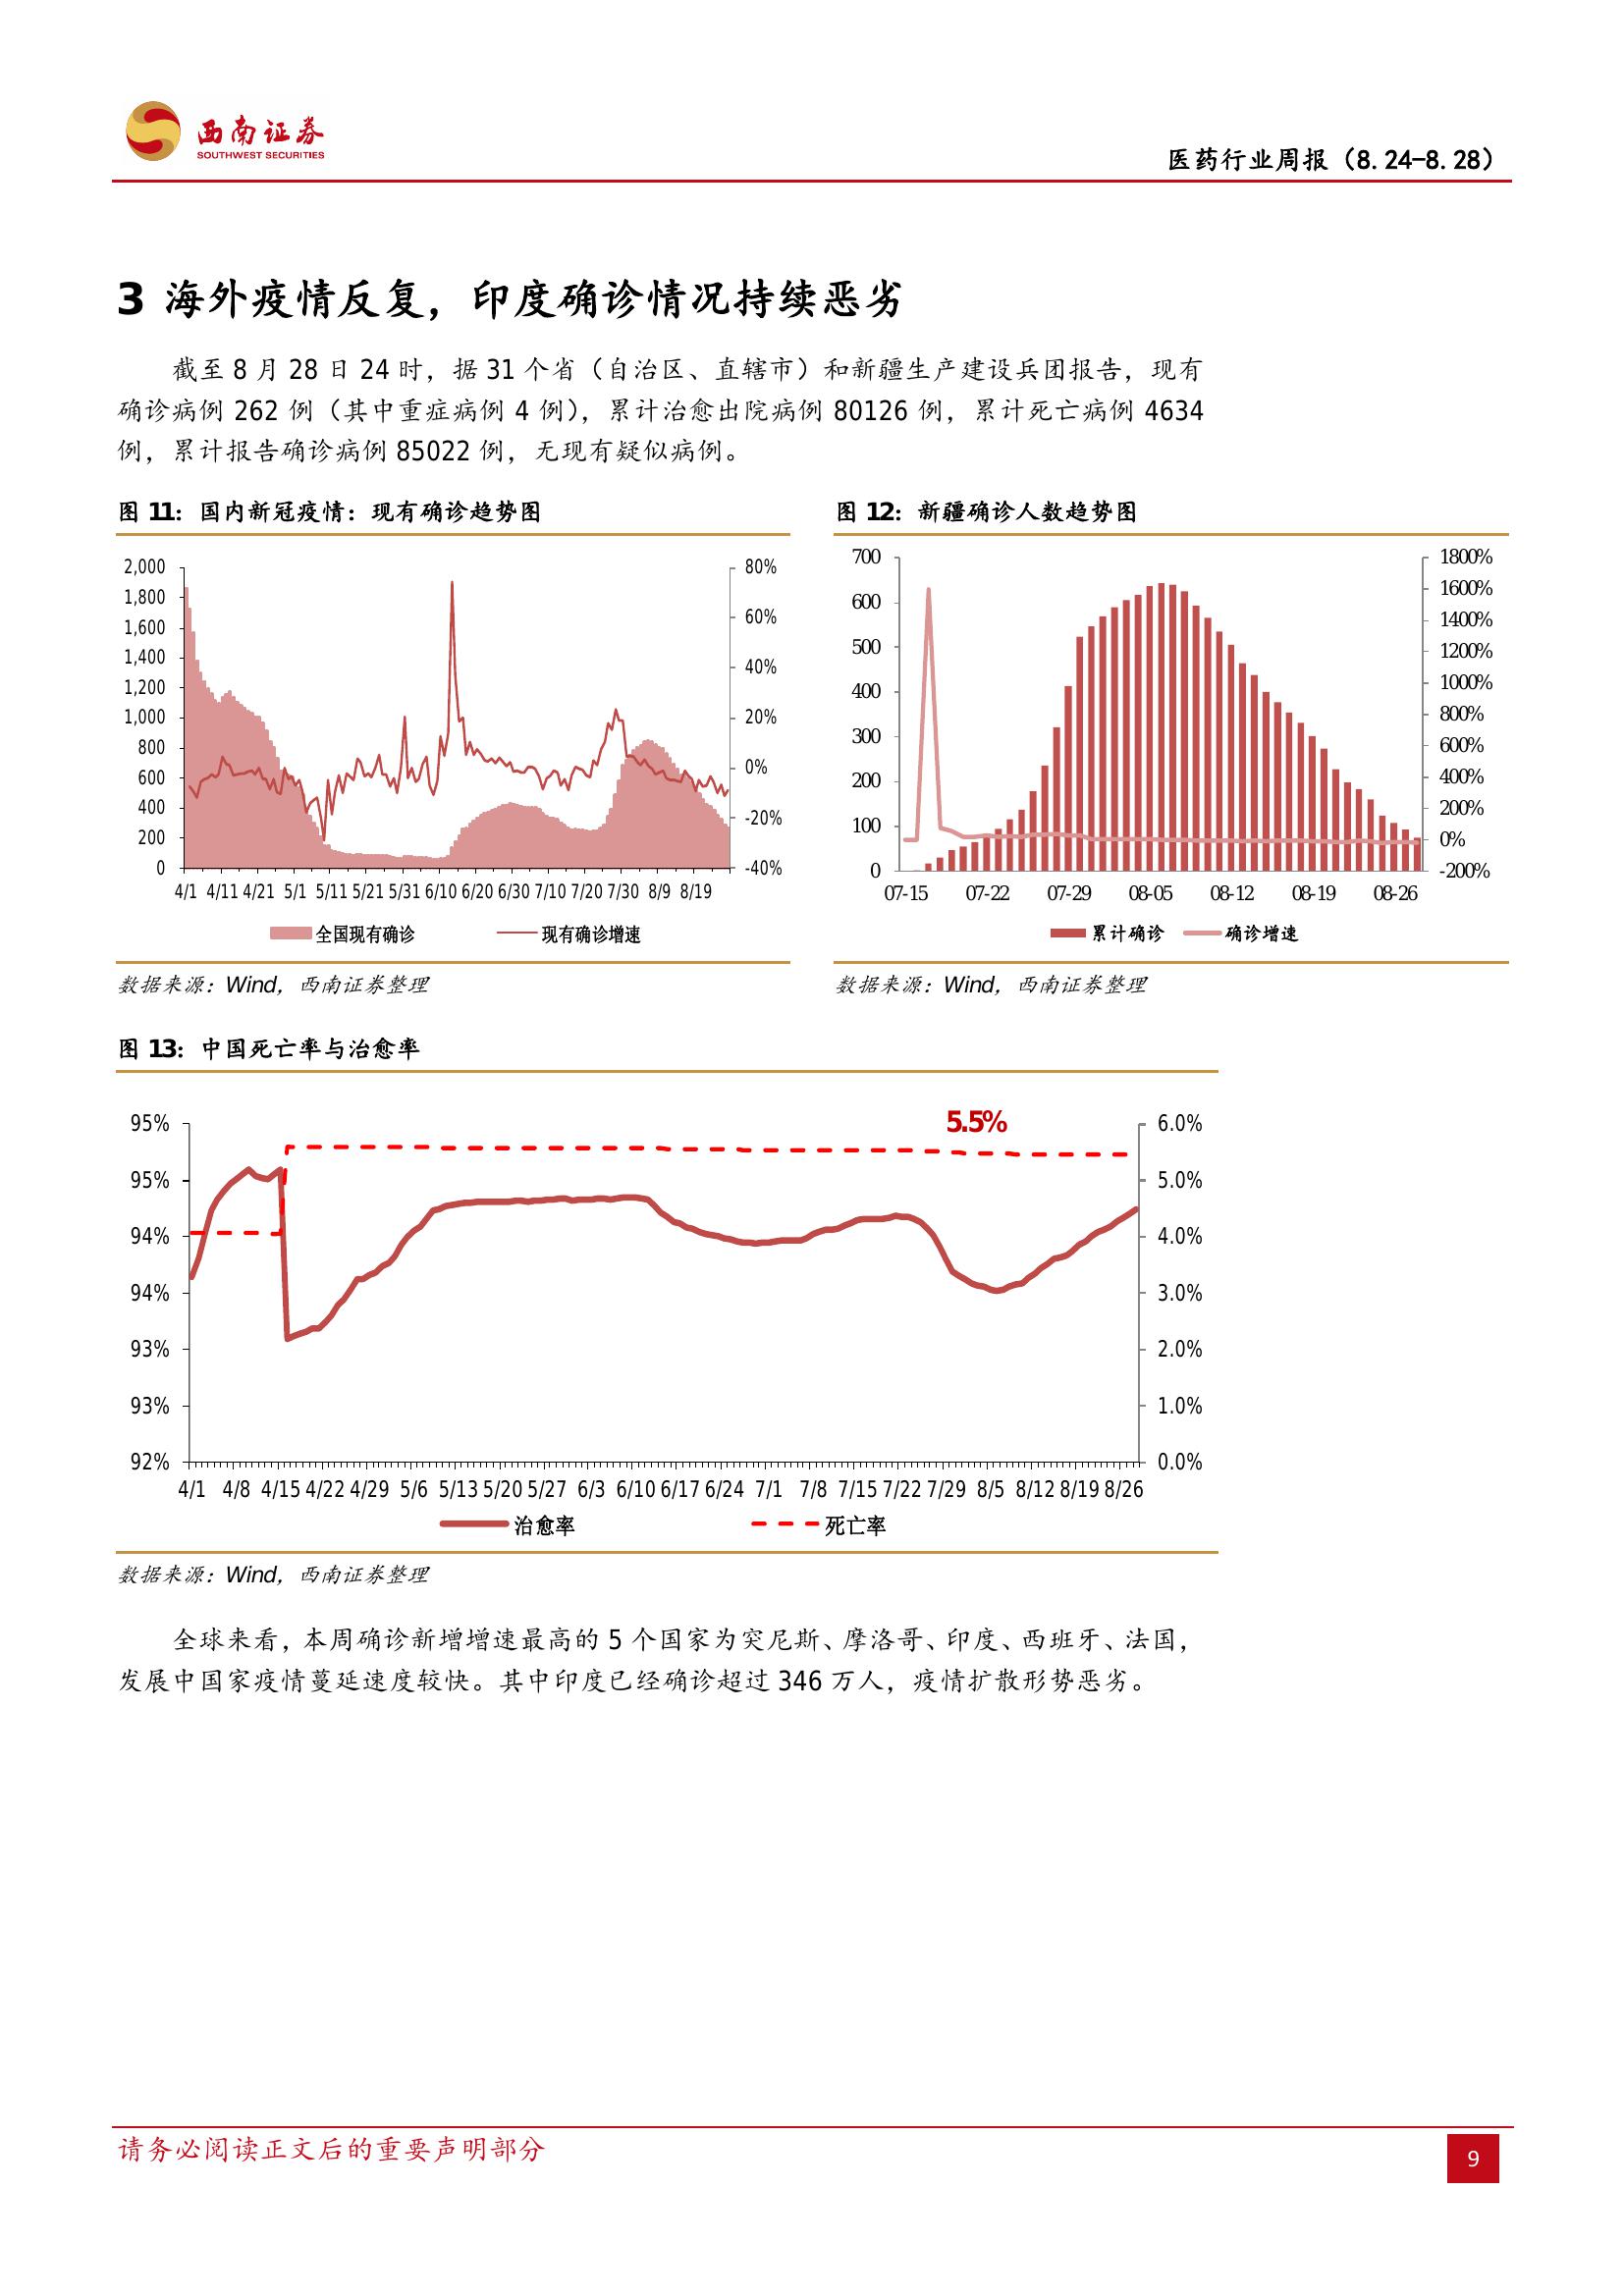 西南证券
SOUTHWEST SECURITIES
医药行业周报（8.24-8.28）
3 海外疫情反复，印度确诊情况持续恶劣
截至 8 月 28 日 24 时，据 31 个省（自治区、直辖市）和新疆生产建设兵团报告，现有
确诊病例 262 例（其中重症病例 4 例），累计治愈出院病例 80126 例，累计死亡病例 4634
例，累计报告确诊病例 85022 例，无现有疑似病例。
图 11：国内新冠疫情：现有确诊趋势图
2,000
1,800
1,600
1,400
1,200
1,000
800
600
400
200
0
80%
60%
40%
20%
0%
-20%
-40%
4/1 4/11 4/21 5/1 5/11 5/21 5/31 6/10 6/20 6/30 7/10 7/20 7/30 8/9 8/19
全国现有确诊 现有确诊增速
数据来源：Wind，西南证券整理
图 12：新疆确诊人数趋势图
700
600
500
400
300
200
100
0
1800%
1600%
1400%
1200%
1000%
800%
600%
400%
200%
0%
-200%
07-15 07-22 07-29 08-05 08-12 08-19 08-26
累计确诊 确诊增速
数据来源：Wind，西南证券整理
图 13：中国死亡率与治愈率
95%
95%
94%
94%
93%
93%
92%
5.5%
6.0%
5.0%
4.0%
3.0%
2.0%
1.0%
0.0%
4/1 4/8 4/15 4/22 4/29 5/6 5/13 5/20 5/27 6/3 6/10 6/17 6/24 7/1 7/8 7/15 7/22 7/29 8/5 8/12 8/19 8/26
治愈率 死亡率
数据来源：Wind，西南证券整理
全球来看，本周确诊新增增速最高的 5 个国家为突尼斯、摩洛哥、印度、西班牙、法国，
发展中国家疫情蔓延速度较快。其中印度已经确诊超过 346 万人，疫情扩散形势恶劣。
请务必阅读正文后的重要声明部分
9